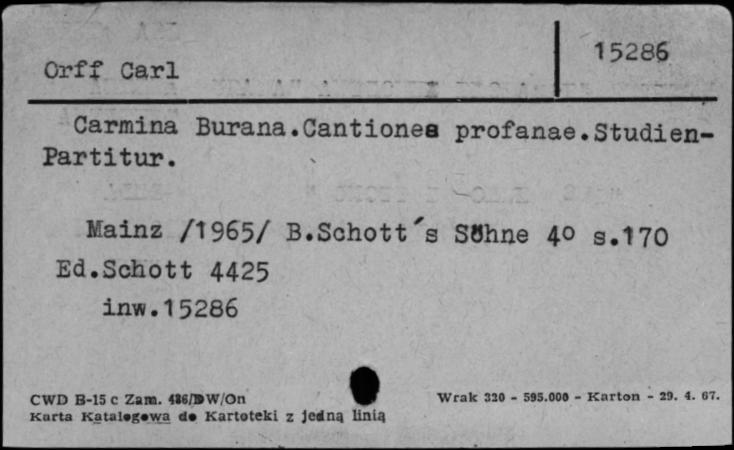 15286
Orff Carl
Carmina Burana.Cantiones profanae.Studien-
Partitur.
Mainz /1965/ B.Schott´s Söhne 4º s.170
Ed.Schott 4425
inw.15286
CWD B-15 c Zam. 486/DW/On
Wrak 320 - 595.000 - Karton - 29. 4. 67.
Karta Katalogowa do Kartoteki z jedną linią